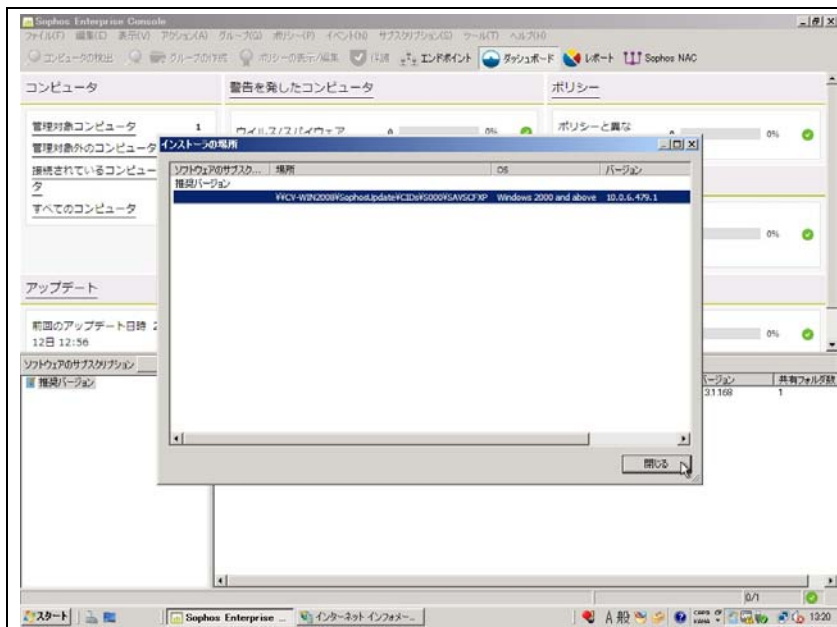 Sophos Enterprise Console
ファイル(F) 編集(E) 表示(V) アクション(A) グループ(G) ポリシー(P) イベント(N) サブスクリプション(S) ツール(T) ヘルプ(H)
コンピュータの検出 グループの作成 ポリシーの表示/編集 エンドポイント ダッシュボード レポート Sophos NAC
コンピュータ 警告を発したコンピュータ ポリシー
管理対象コンピュータ 1 ウイルス/スパイウェア 0 0% ポリシーと異な 0%
管理対象外のコンピュータ
接続されているコンピュー
タ
すべてのコンピュータ
0%
インストーラの場所
ソフトウェアのサブスク... 場所 OS バージョン
推奨バージョン
¥¥CV-WIN2008¥SophosUpdate¥CIDs¥S000¥SAVSCFXP Windows 2000 and above 10.0.6.479.1
閉じる
アップデート
前回のアップデート日時 2
12日 12:56
0%
ソフトウェアのサブスクリプション
推奨バージョン
バージョン 共有フォルダ数
3.1.168 1
0/1
スタート Sophos Enterprise ... インターネット インフォメー... A 般 CAPS KANA 13:20